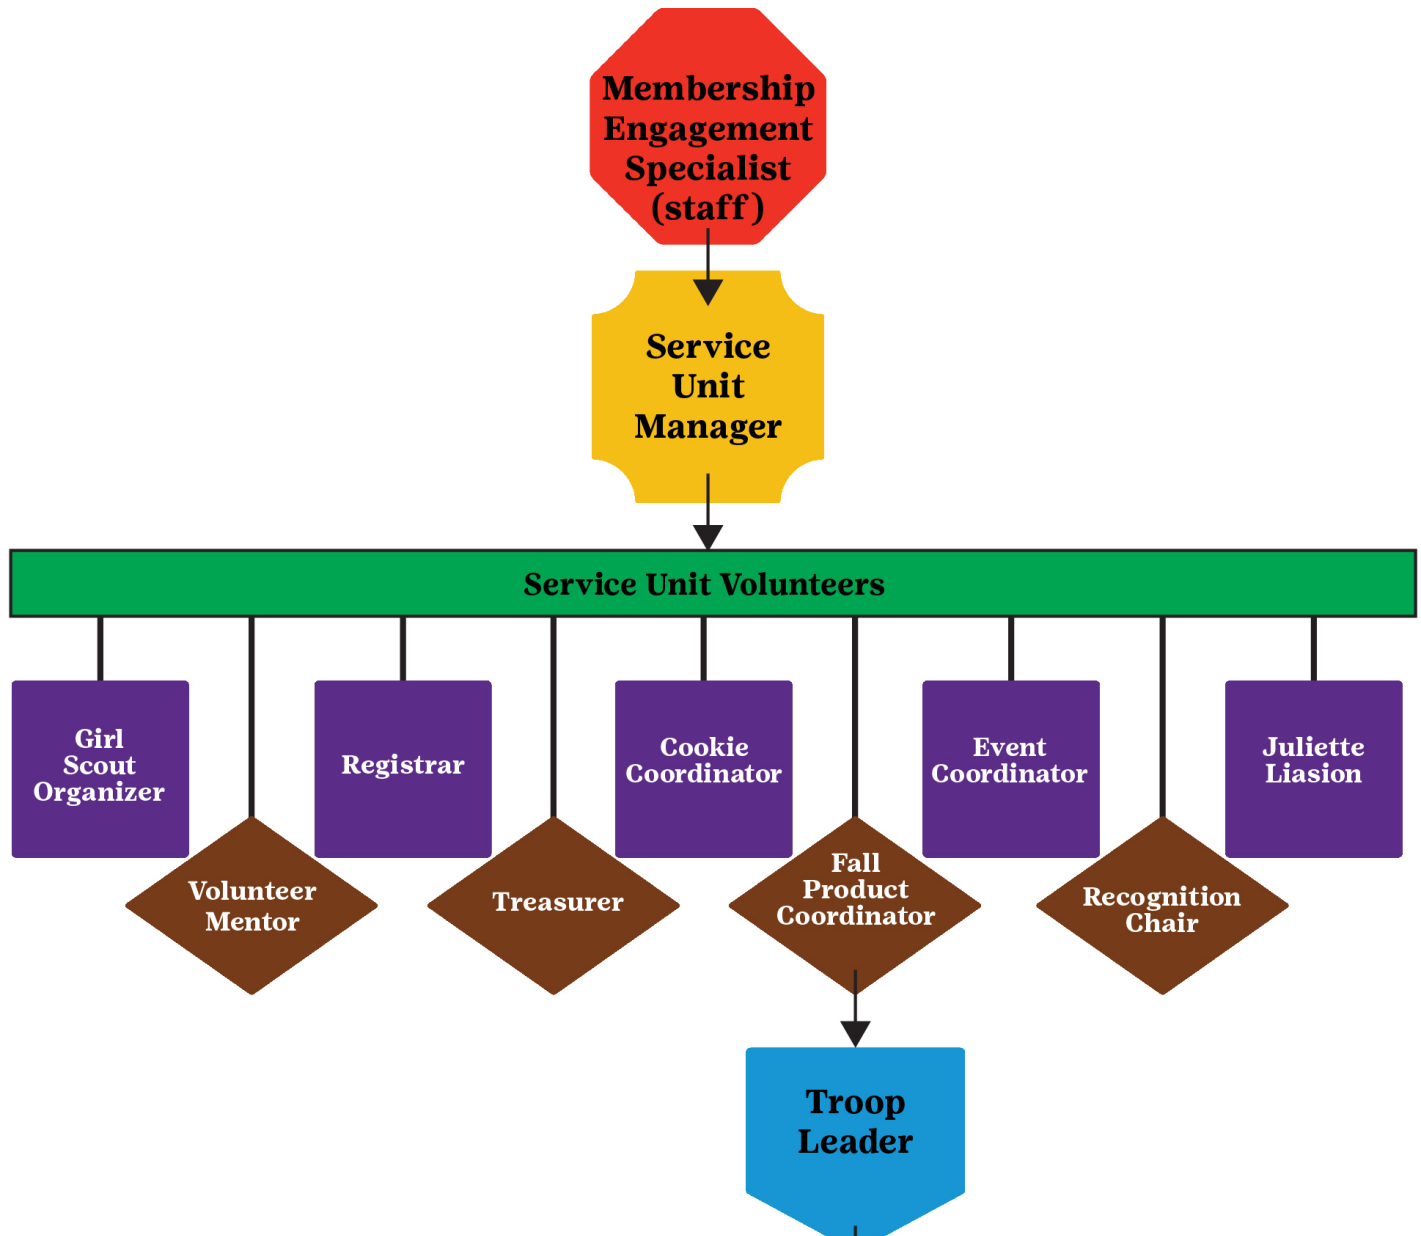 Membership
Engagement
Specialist
(staff)
Service
Unit
Manager
Service Unit Volunteers
Girl
Scout
Organizer
Volunteer
Mentor
Registrar
Treasurer
Cookie
Coordinator
Fall
Product
Coordinator
Event
Coordinator
Recognition
Chair
Juliette
Liasion
Troop
Leader